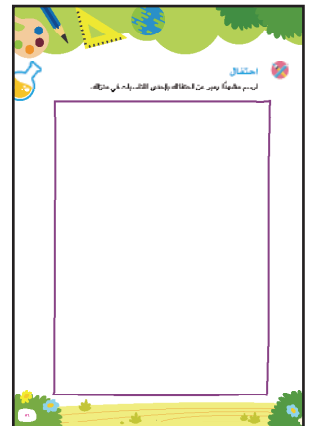 احتفال
ارسم مشهدًا يعبر عن احتفالك بإحدى المناسبات في منزلك.